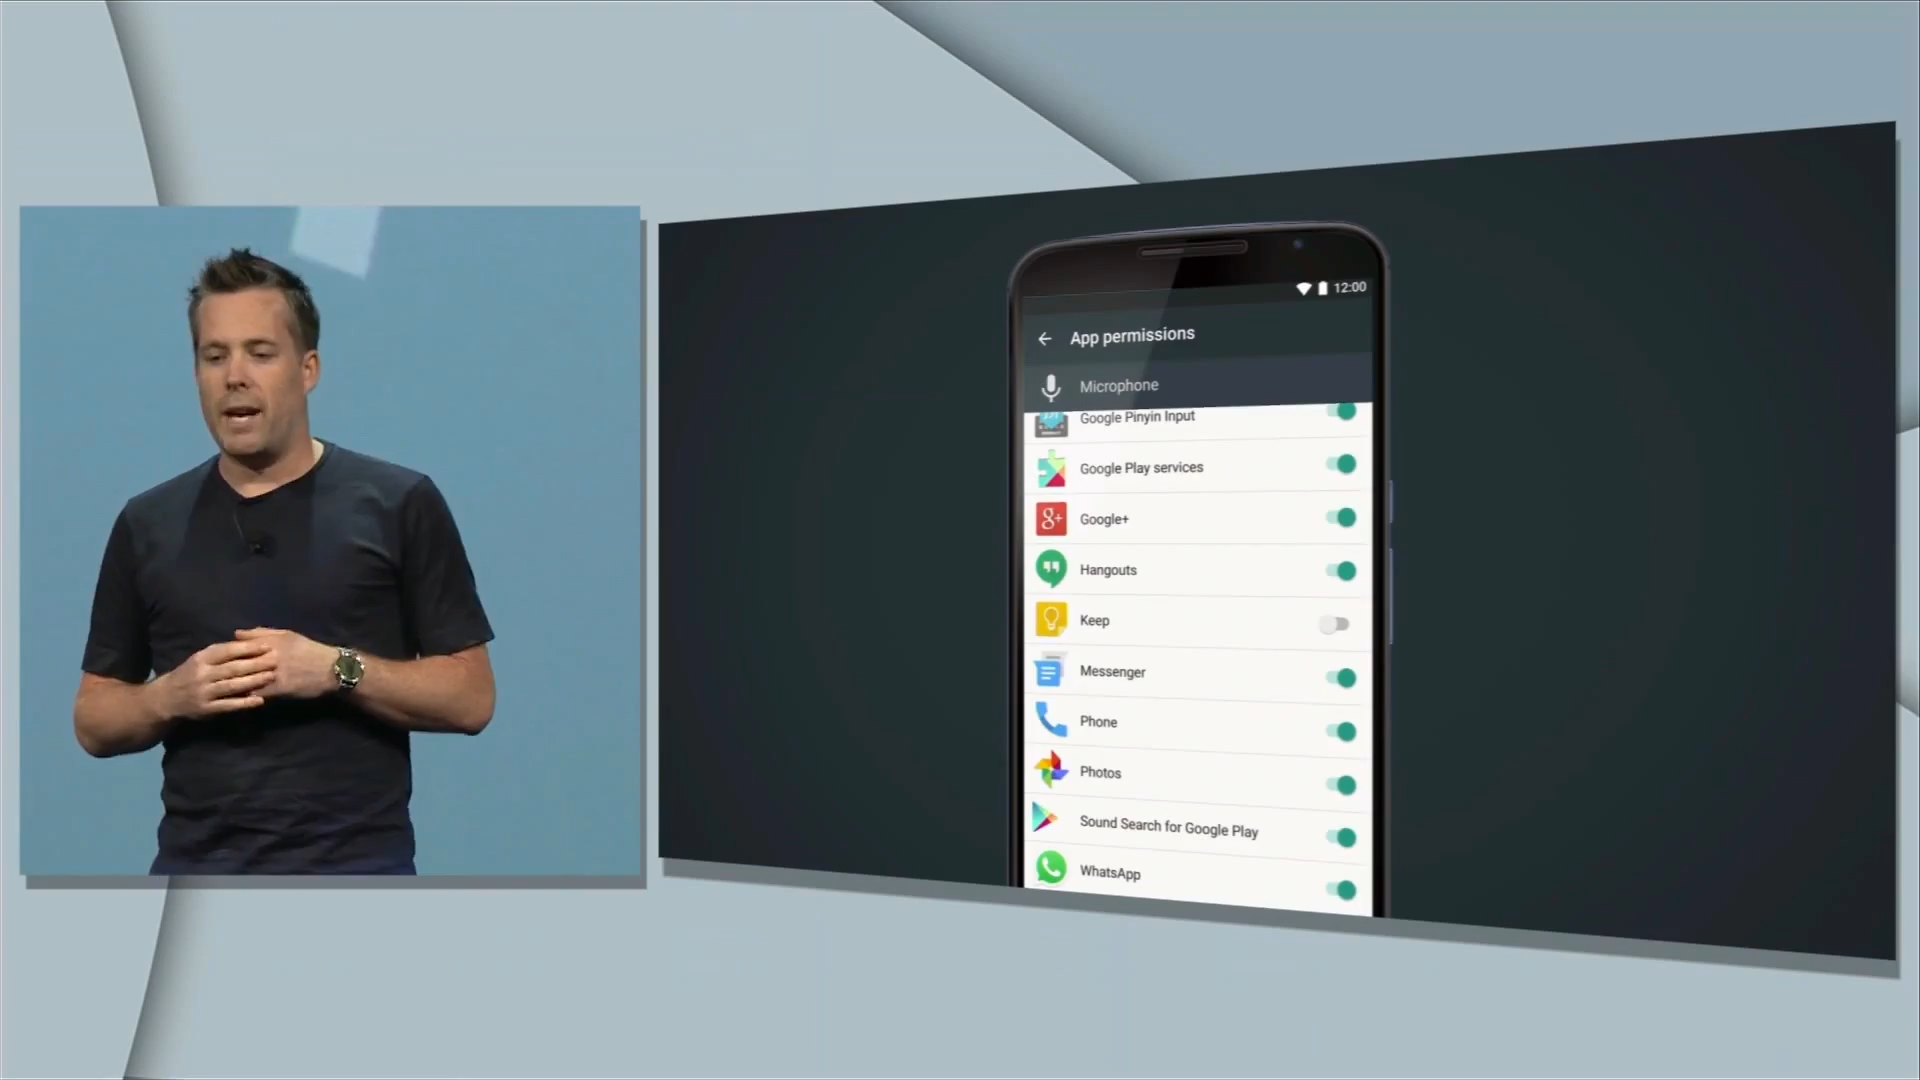 12:00
App permissions
Microphone
Google Pinyin Input
Google Play services
g+
Google+
Hangouts
Keep
Messenger
Phone
Photos
Sound Search for Google Play
WhatsApp